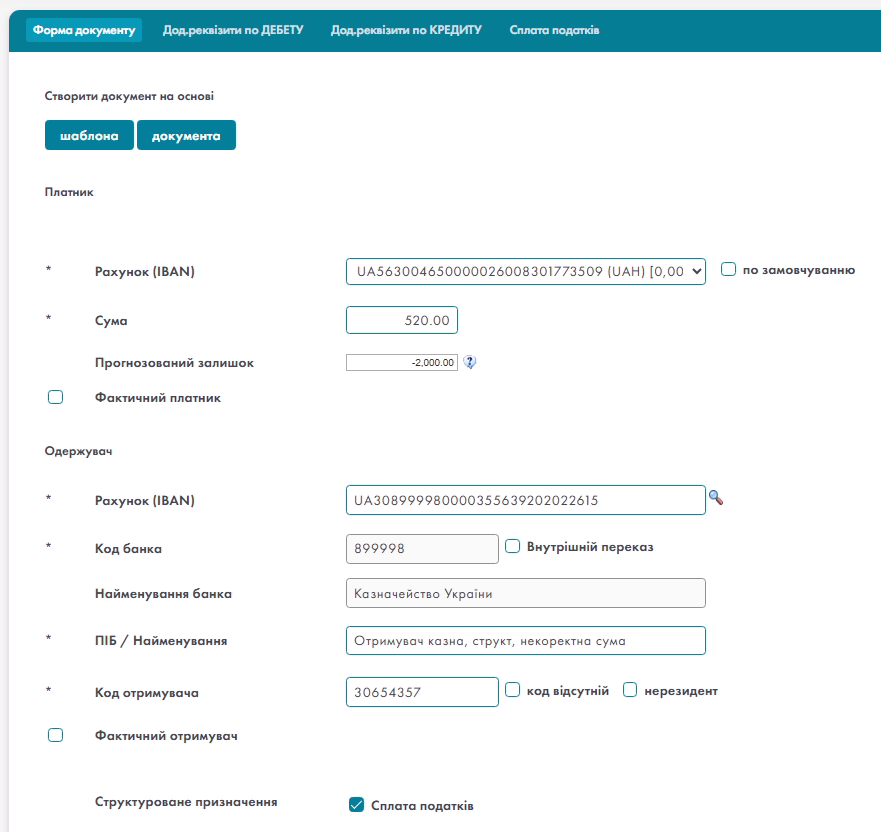 Форма документу Дод.реквізити по ДЕБЕТУ Дод.реквізити по КРЕДИТУ Сплата податків
Створити документ на основі
шаблона документа
Платник
* Рахунок (IBAN) UA563004650000026008301773509 (UAH) [0,00 по замовчуванню
* Сума 520.00
Прогнозований залишок -2,000.00 ?
Фактичний платник
Одержувач
* Рахунок (IBAN) UA308999980000355639202022615
* Код банка 899998 Внутрішній переказ
Найменування банка Казначейство України
* ПІБ / Найменування Отримувач казна, структ, некоректна сума
* Код отримувача 30654357 код відсутній нерезидент
Фактичний отримувач
Структуроване призначення Сплата податків